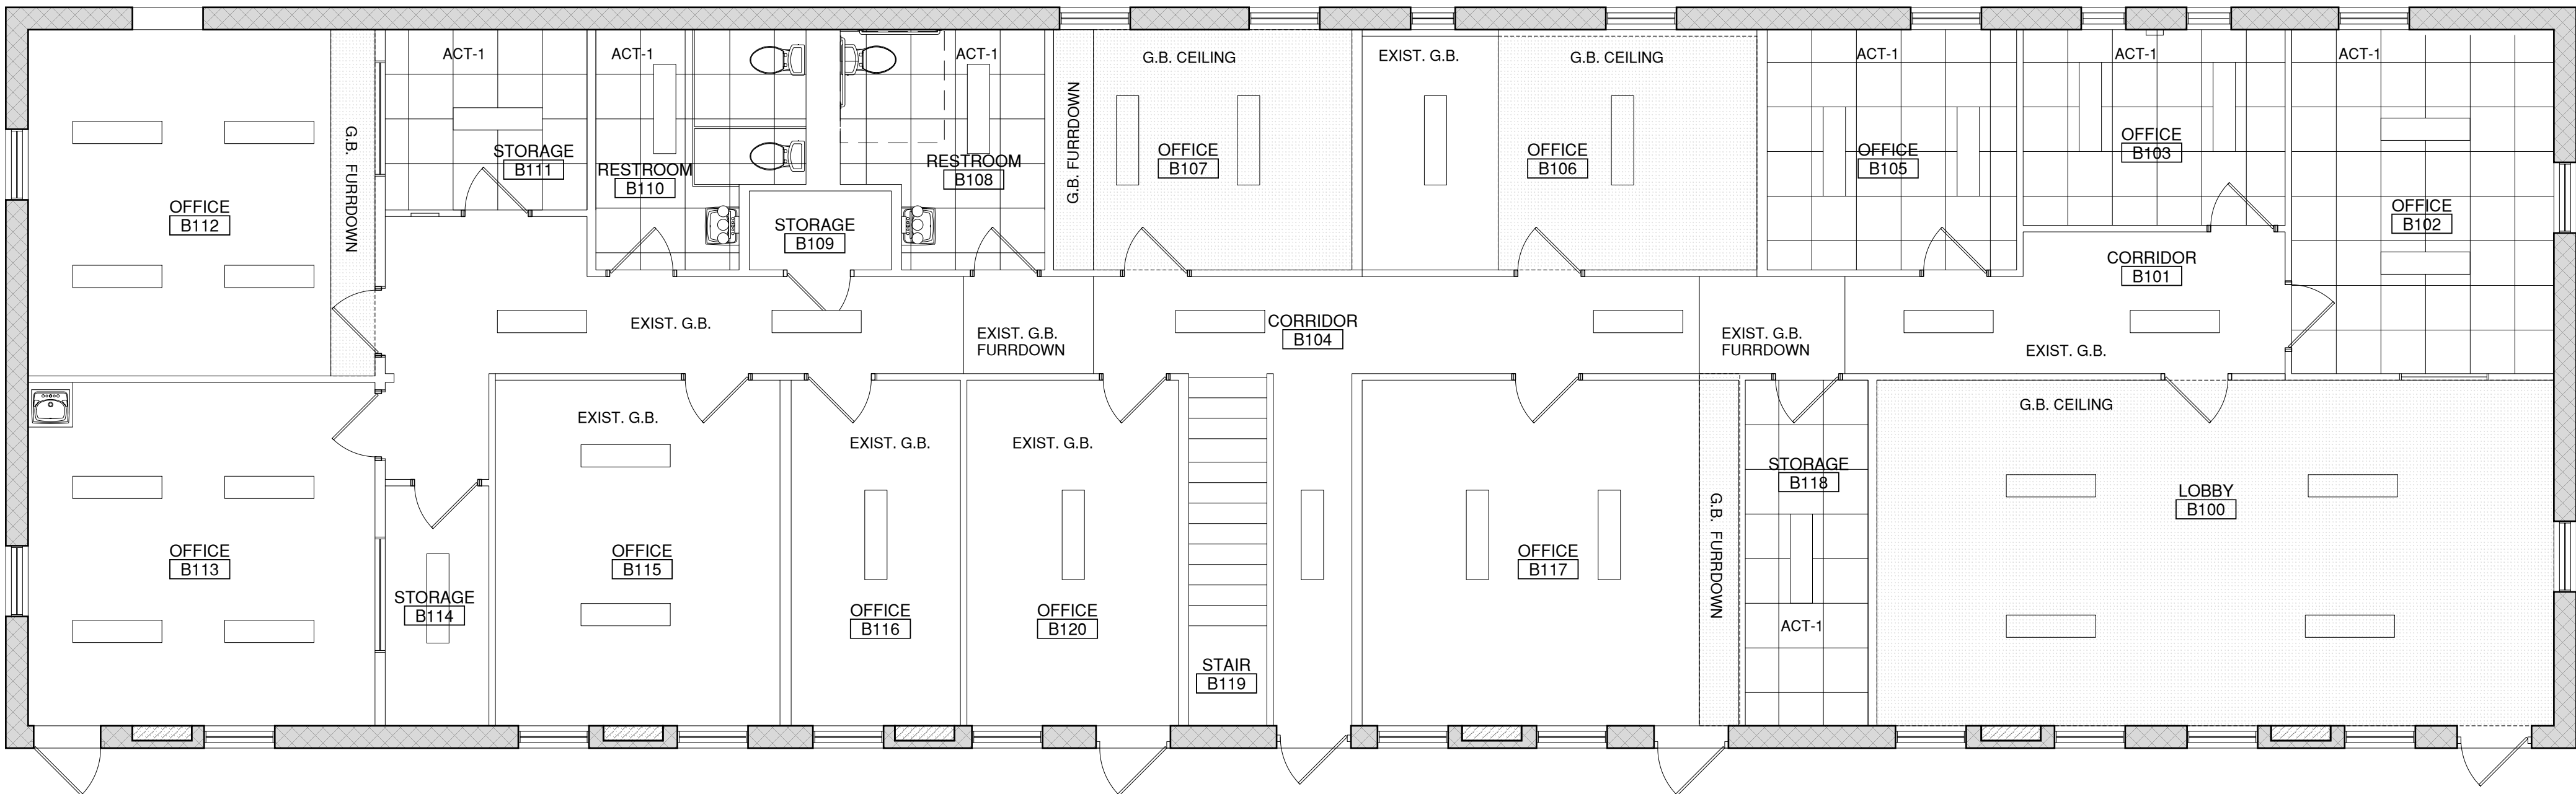 ACT-1
ACT-1
ACT-1
G.B. CEILING
EXIST. G.B.
G.B. CEILING
ACT-1
ACT-1
ACT-1
G.B. FURRDOWN
STORAGE
B111
RESTROOM
B110
RESTROOM
B108
G.B. FURRDOWN
OFFICE
B107
OFFICE
B106
OFFICE
B105
OFFICE
B103
OFFICE
B112
STORAGE
B109
OFFICE
B102
CORRIDOR
B101
EXIST. G.B.
EXIST. G.B.
FURRDOWN
CORRIDOR
B104
EXIST. G.B.
FURRDOWN
EXIST. G.B.
EXIST. G.B.
EXIST. G.B.
EXIST. G.B.
G.B. CEILING
STORAGE
B118
LOBBY
B100
OFFICE
B113
OFFICE
B115
OFFICE
B117
G.B. FURRDOWN
STORAGE
B114
OFFICE
B116
OFFICE
B120
ACT-1
STAIR
B119